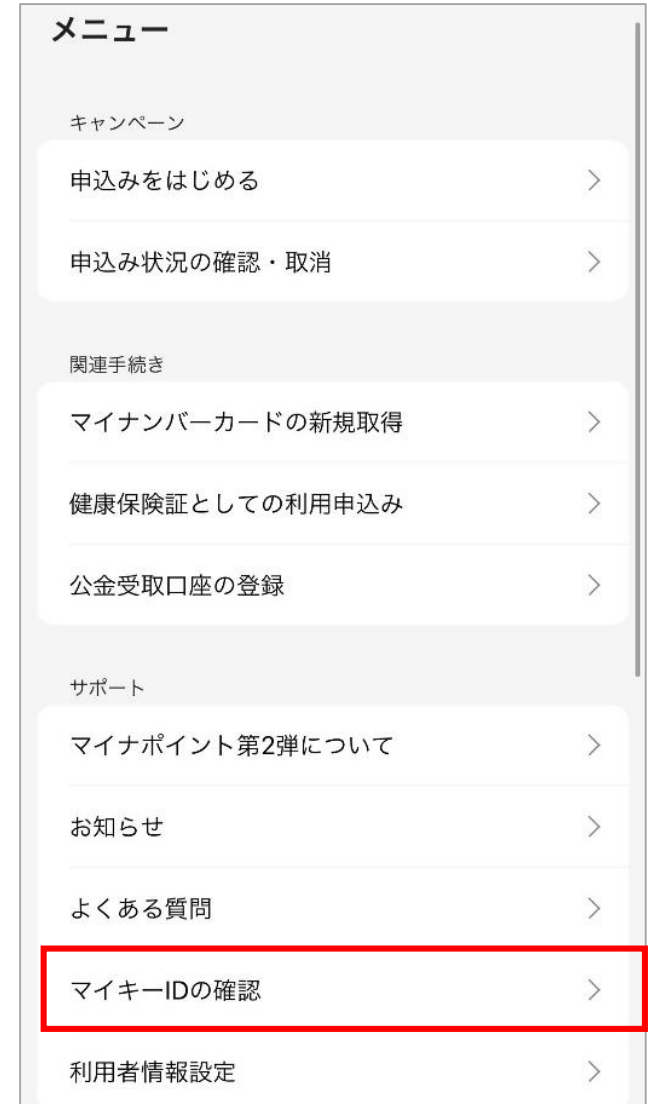 メニュー
キャンペーン
申込みをはじめる
申込み状況の確認・取消
関連手続き
マイナンバーカードの新規取得
健康保険証としての利用申込み
公金受取口座の登録
サポート
マイナポイント第2弾について
お知らせ
よくある質問
マイキーIDの確認
利用者情報設定